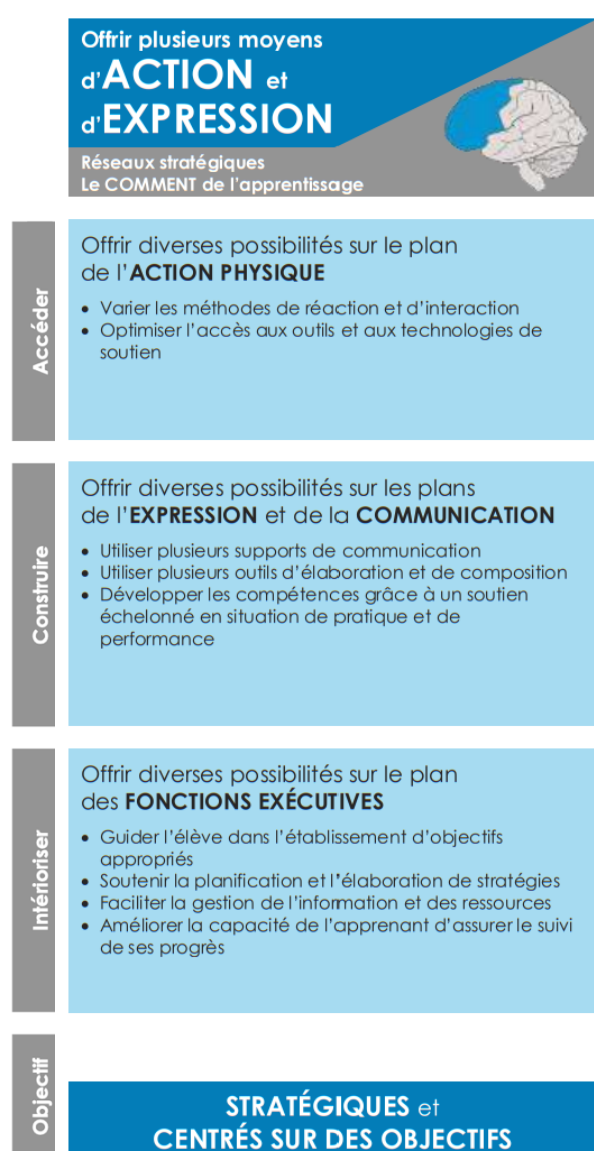 Offrir plusieurs moyens
d'ACTION et
d'EXPRESSION
Réseaux stratégiques
Le COMMENT de l'apprentissage
Accéder
Offrir diverses possibilités sur le plan
de l'ACTION PHYSIQUE
• Varier les méthodes de réaction et d'interaction
• Optimiser l'accès aux outils et aux technologies de
soutien
Construire
Offrir diverses possibilités sur les plans
de l'EXPRESSION et de la COMMUNICATION
• Utiliser plusieurs supports de communication
• Utiliser plusieurs outils d'élaboration et de composition
• Développer les compétences grâce à un soutien
échelonné en situation de pratique et de
performance
Intérioriser
Offrir diverses possibilités sur le plan
des FONCTIONS EXÉCUTIVES
• Guider l'élève dans l'établissement d'objectifs
appropriés
• Soutenir la planification et l'élaboration de stratégies
• Faciliter la gestion de l'information et des ressources
• Améliorer la capacité de l'apprenant d'assurer le suivi
de ses progrès
Objectif
STRATÉGIQUES et
CENTRÉS SUR DES OBJECTIFS